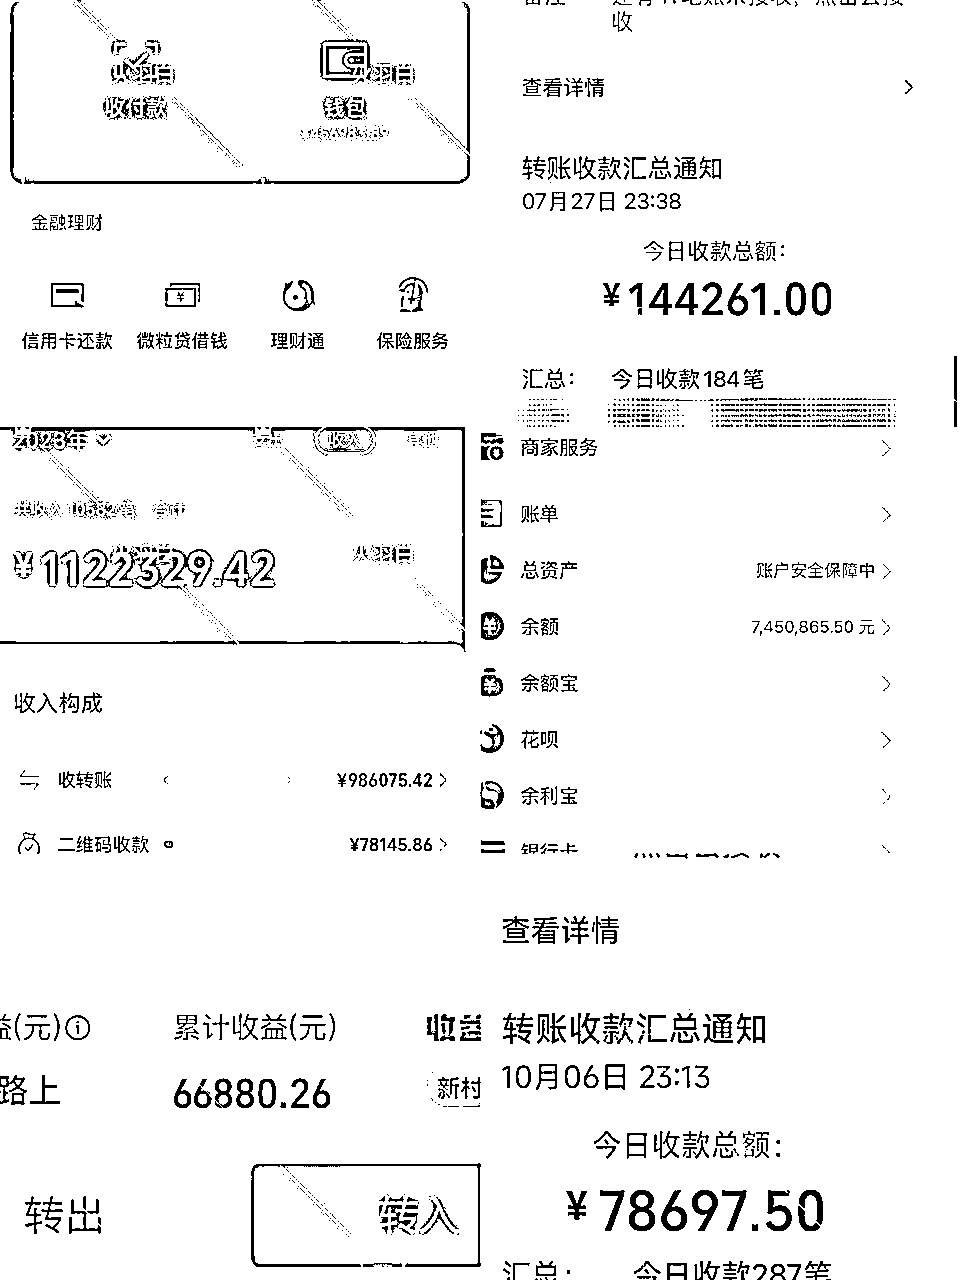 收付款
钱包
金融理财
信用卡还款
微粒贷借钱
理财通
保险服务
收
查看详情
转账收款汇总通知
07月27日 23:38
今日收款总额：
¥144261.00
汇总： 今日收款184笔
2023年
收入
¥1122329.42
收入构成
收转账 ¥986075.42
二维码收款 ¥78145.86
商家服务
账单
总资产 账户安全保障中
余额 7,450,865.50 元
余额宝
花呗
余利宝
银行卡
益(元)
累计收益(元)
路上
66880.26
转出
转入
查看详情
转账收款汇总通知
10月06日 23:13
今日收款总额：
¥78697.50
汇总： 今日收款287笔